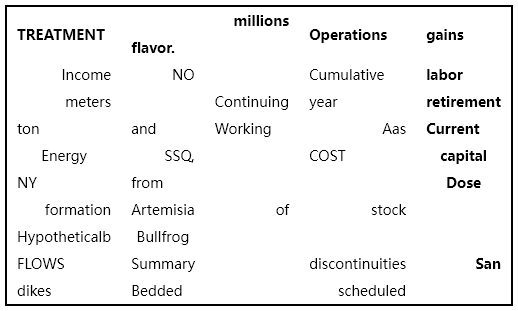 TREATMENT flavor. millions Operations gains
Income NO Cumulative labor
meters Continuing year retirement
ton and Working Aas Current
Energy SSQ, COST capital
NY from Dose
formation Artemisia of stock
Hypotheticalb Bullfrog
FLOWS Summary discontinuities San
dikes Bedded scheduled